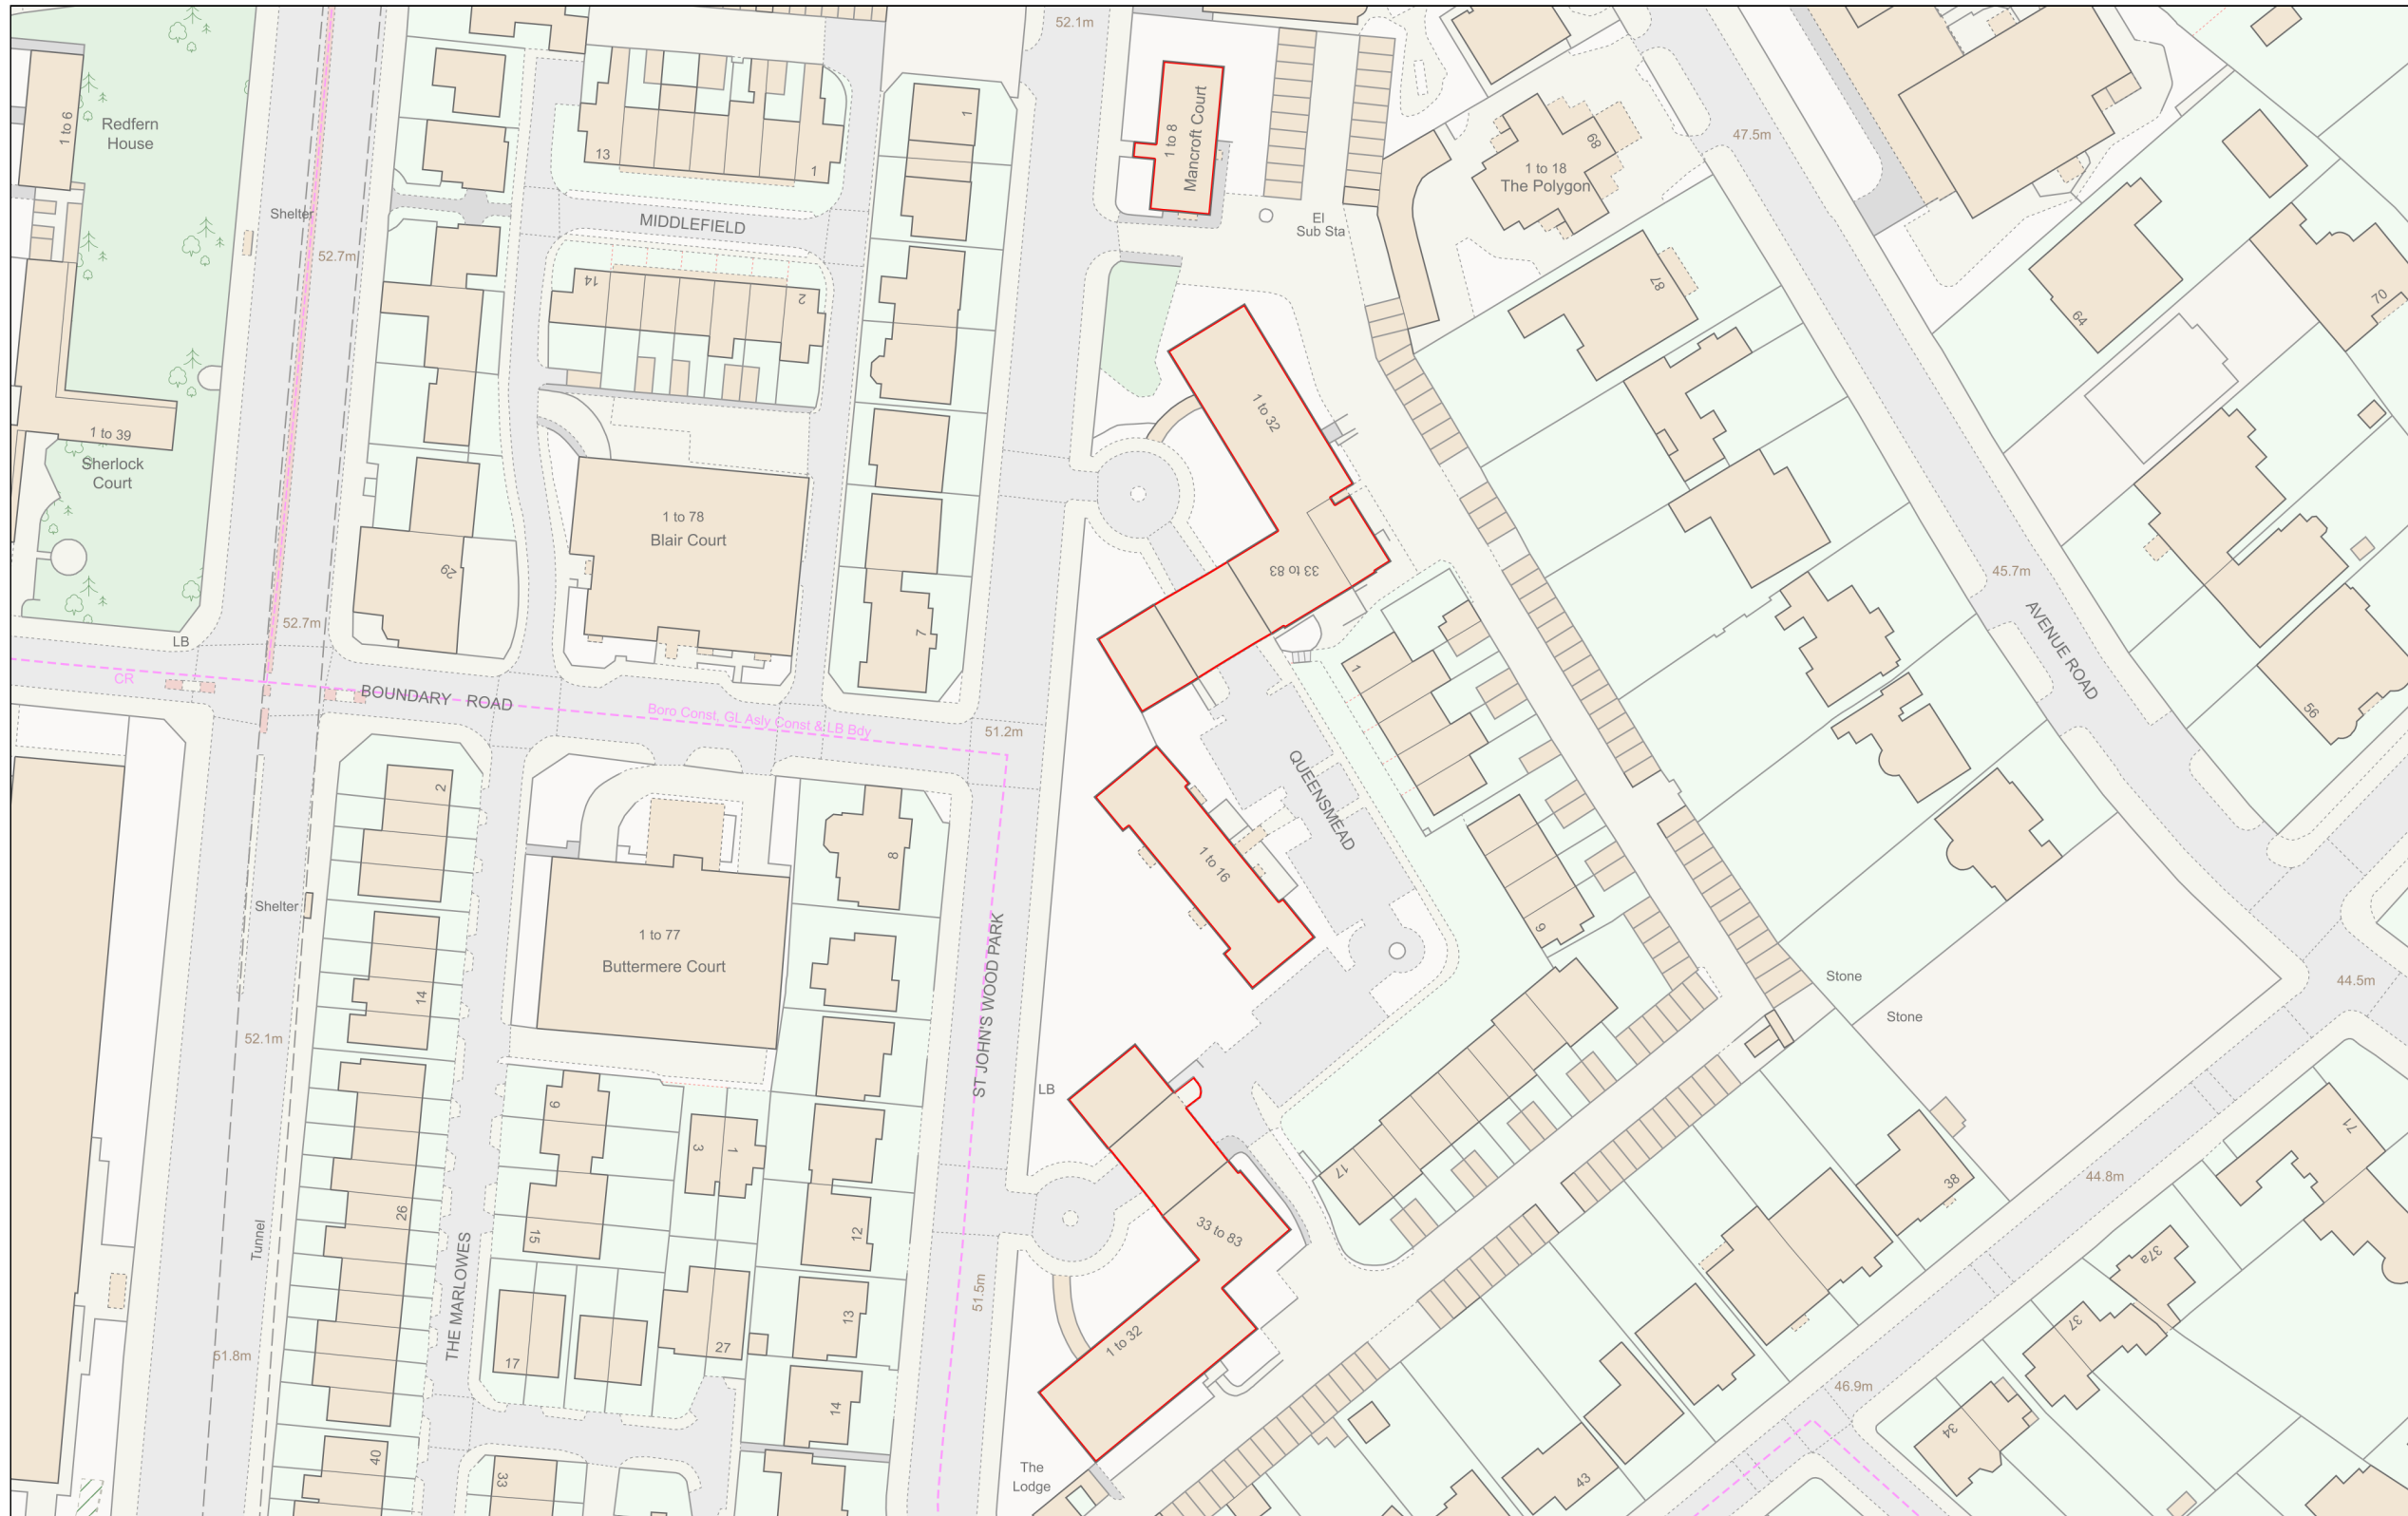 52.1m
1 to 6
Redfern
House
1 to 8
Mancroft Court
47.5m
13
1
1
89
1 to 18
The Polygon
Shelter
MIDDLEFIELD
El
Sub Sta
52.7m
14
2
87
64
70
1 to 32
1 to 39
Sherlock
Court
1 to 78
Blair Court
29
33 to 83
45.7m
AVENUE ROAD
52.7m
LB
7
1
CR
BOUNDARY ROAD
Boro Const, GL Asly Const & LB Bdy
51.2m
56
2
QUEENSMEAD
8
1 to 16
Shelter
1 to 77
Buttermere Court
9
ST JOHN'S WOOD PARK
14
Stone
44.5m
Stone
52.1m
LB
9
3
1
17
71
44.8m
38
26
15
12
33 to 83
Tunnel
THE MARLOWES
37a
51.5m
13
37
27
1 to 32
51.8m
17
46.9m
14
34
40
33
The
Lodge
43